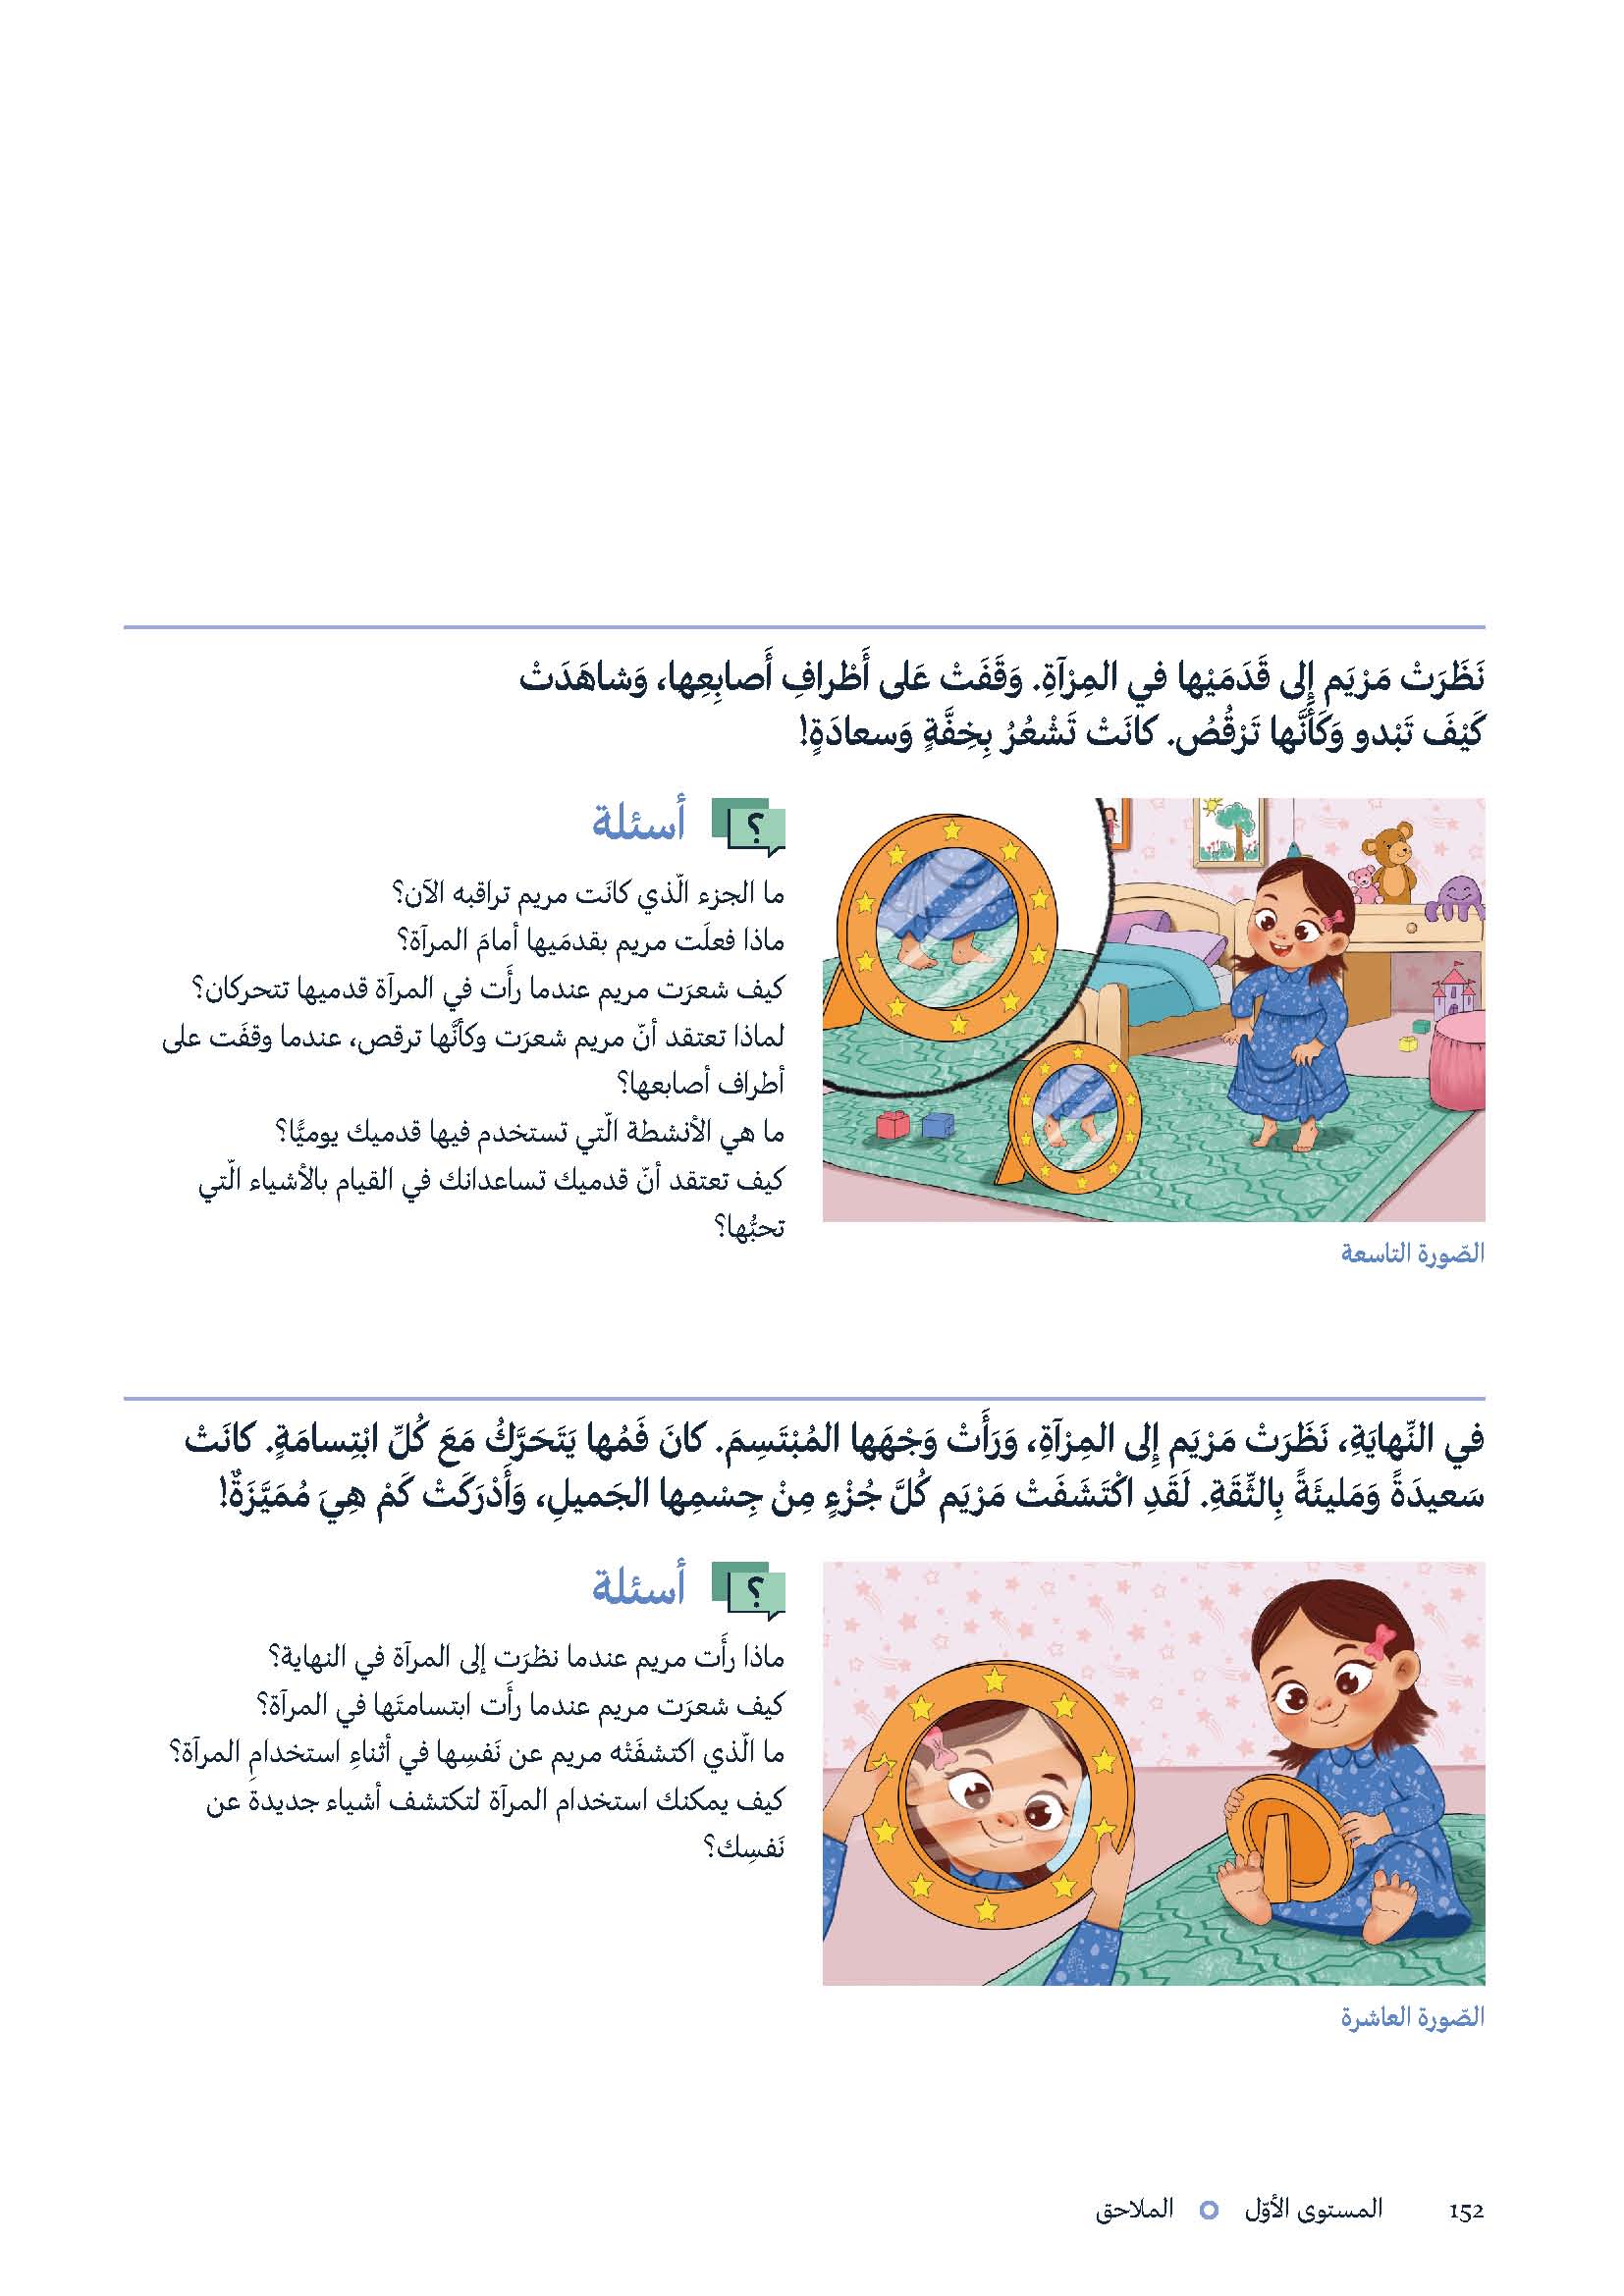 نَظَرَتْ مَرْيَم إِلى قَدَمَيْها في المِرْآةِ. وَقَفَتْ عَلى أَطْرافِ أَصابِعِها، وَشاهَدَتْ
كَيْفَ تَبْدو وَكَأَنَّها تَرْقُصُ. كانَتْ تَشْعُرُ بِخِفَّةٍ وَسعادَةٍ!
؟ أسئلة
ما الجزء الّذي كانَت مريم تراقبه الآن؟
ماذا فعلَت مريم بقدمَيها أمامَ المرآة؟
كيف شعرَت مريم عندما رأَت في المرآة قدميها تتحركان؟
لماذا تعتقد أنّ مريم شعرَت وكأنَّها ترقص، عندما وقفَت على
أطراف أصابعها؟
ما هي الأنشطة الّتي تستخدم فيها قدميك يوميًّا؟
كيف تعتقد أنّ قدميك تساعدانك في القيام بالأشياء الّتي
تحبُّها؟
الصّورة التاسعة
في النِّهايَةِ، نَظَرَتْ مَرْيَم إِلى المِرْآةِ، وَرَأَتْ وَجْهَها المُبْتَسِمَ. كانَ فَمُها يَتَحَرَّكُ مَعَ كُلِّ ابْتِسامَةٍ. كانَتْ
سَعيدَةً وَمَليئَةً بِالثِّقَةِ. لَقَدِ اكْتَشَفَتْ مَرْيَم كُلَّ جُزْءٍ مِنْ جِسْمِها الجَميلِ، وَأَدْرَكَتْ كَمْ هِيَ مُمَيَّزَةٌ!
؟ أسئلة
ماذا رأَت مريم عندما نظرَت إلى المرآة في النهاية؟
كيف شعرَت مريم عندما رأَت ابتسامتَها في المرآة؟
ما الّذي اكتشفَتْه مريم عن نَفسِها في أثناءِ استخدامِ المرآة؟
كيف يمكنك استخدام المرآة لتكتشف أشياء جديدة عن
نَفسِك؟
الصّورة العاشرة
152 المستوى الأوّل الملاحق